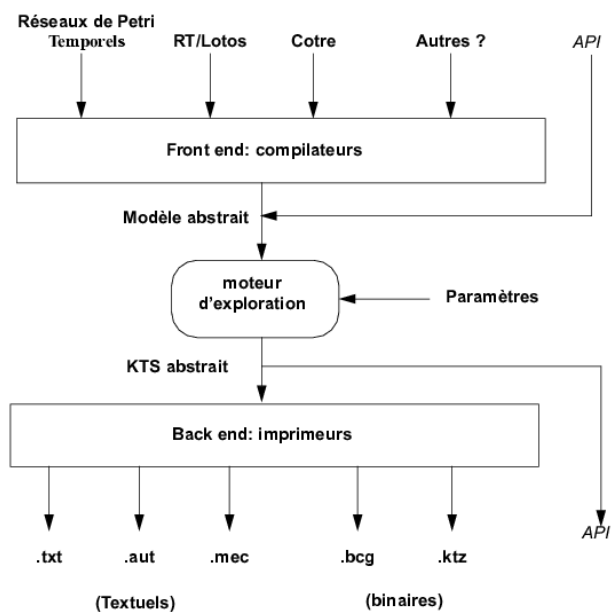 Réseaux de Petri
Temporels
RT/Lotos
Cotre
Autres ?
API
Front end: compilateurs
Modèle abstrait
moteur
d'exploration
Paramètres
KTS abstrait
Back end: imprimeurs
.txt
.aut
.mec
.bcg
.ktz
API
(Textuels)
(binaires)